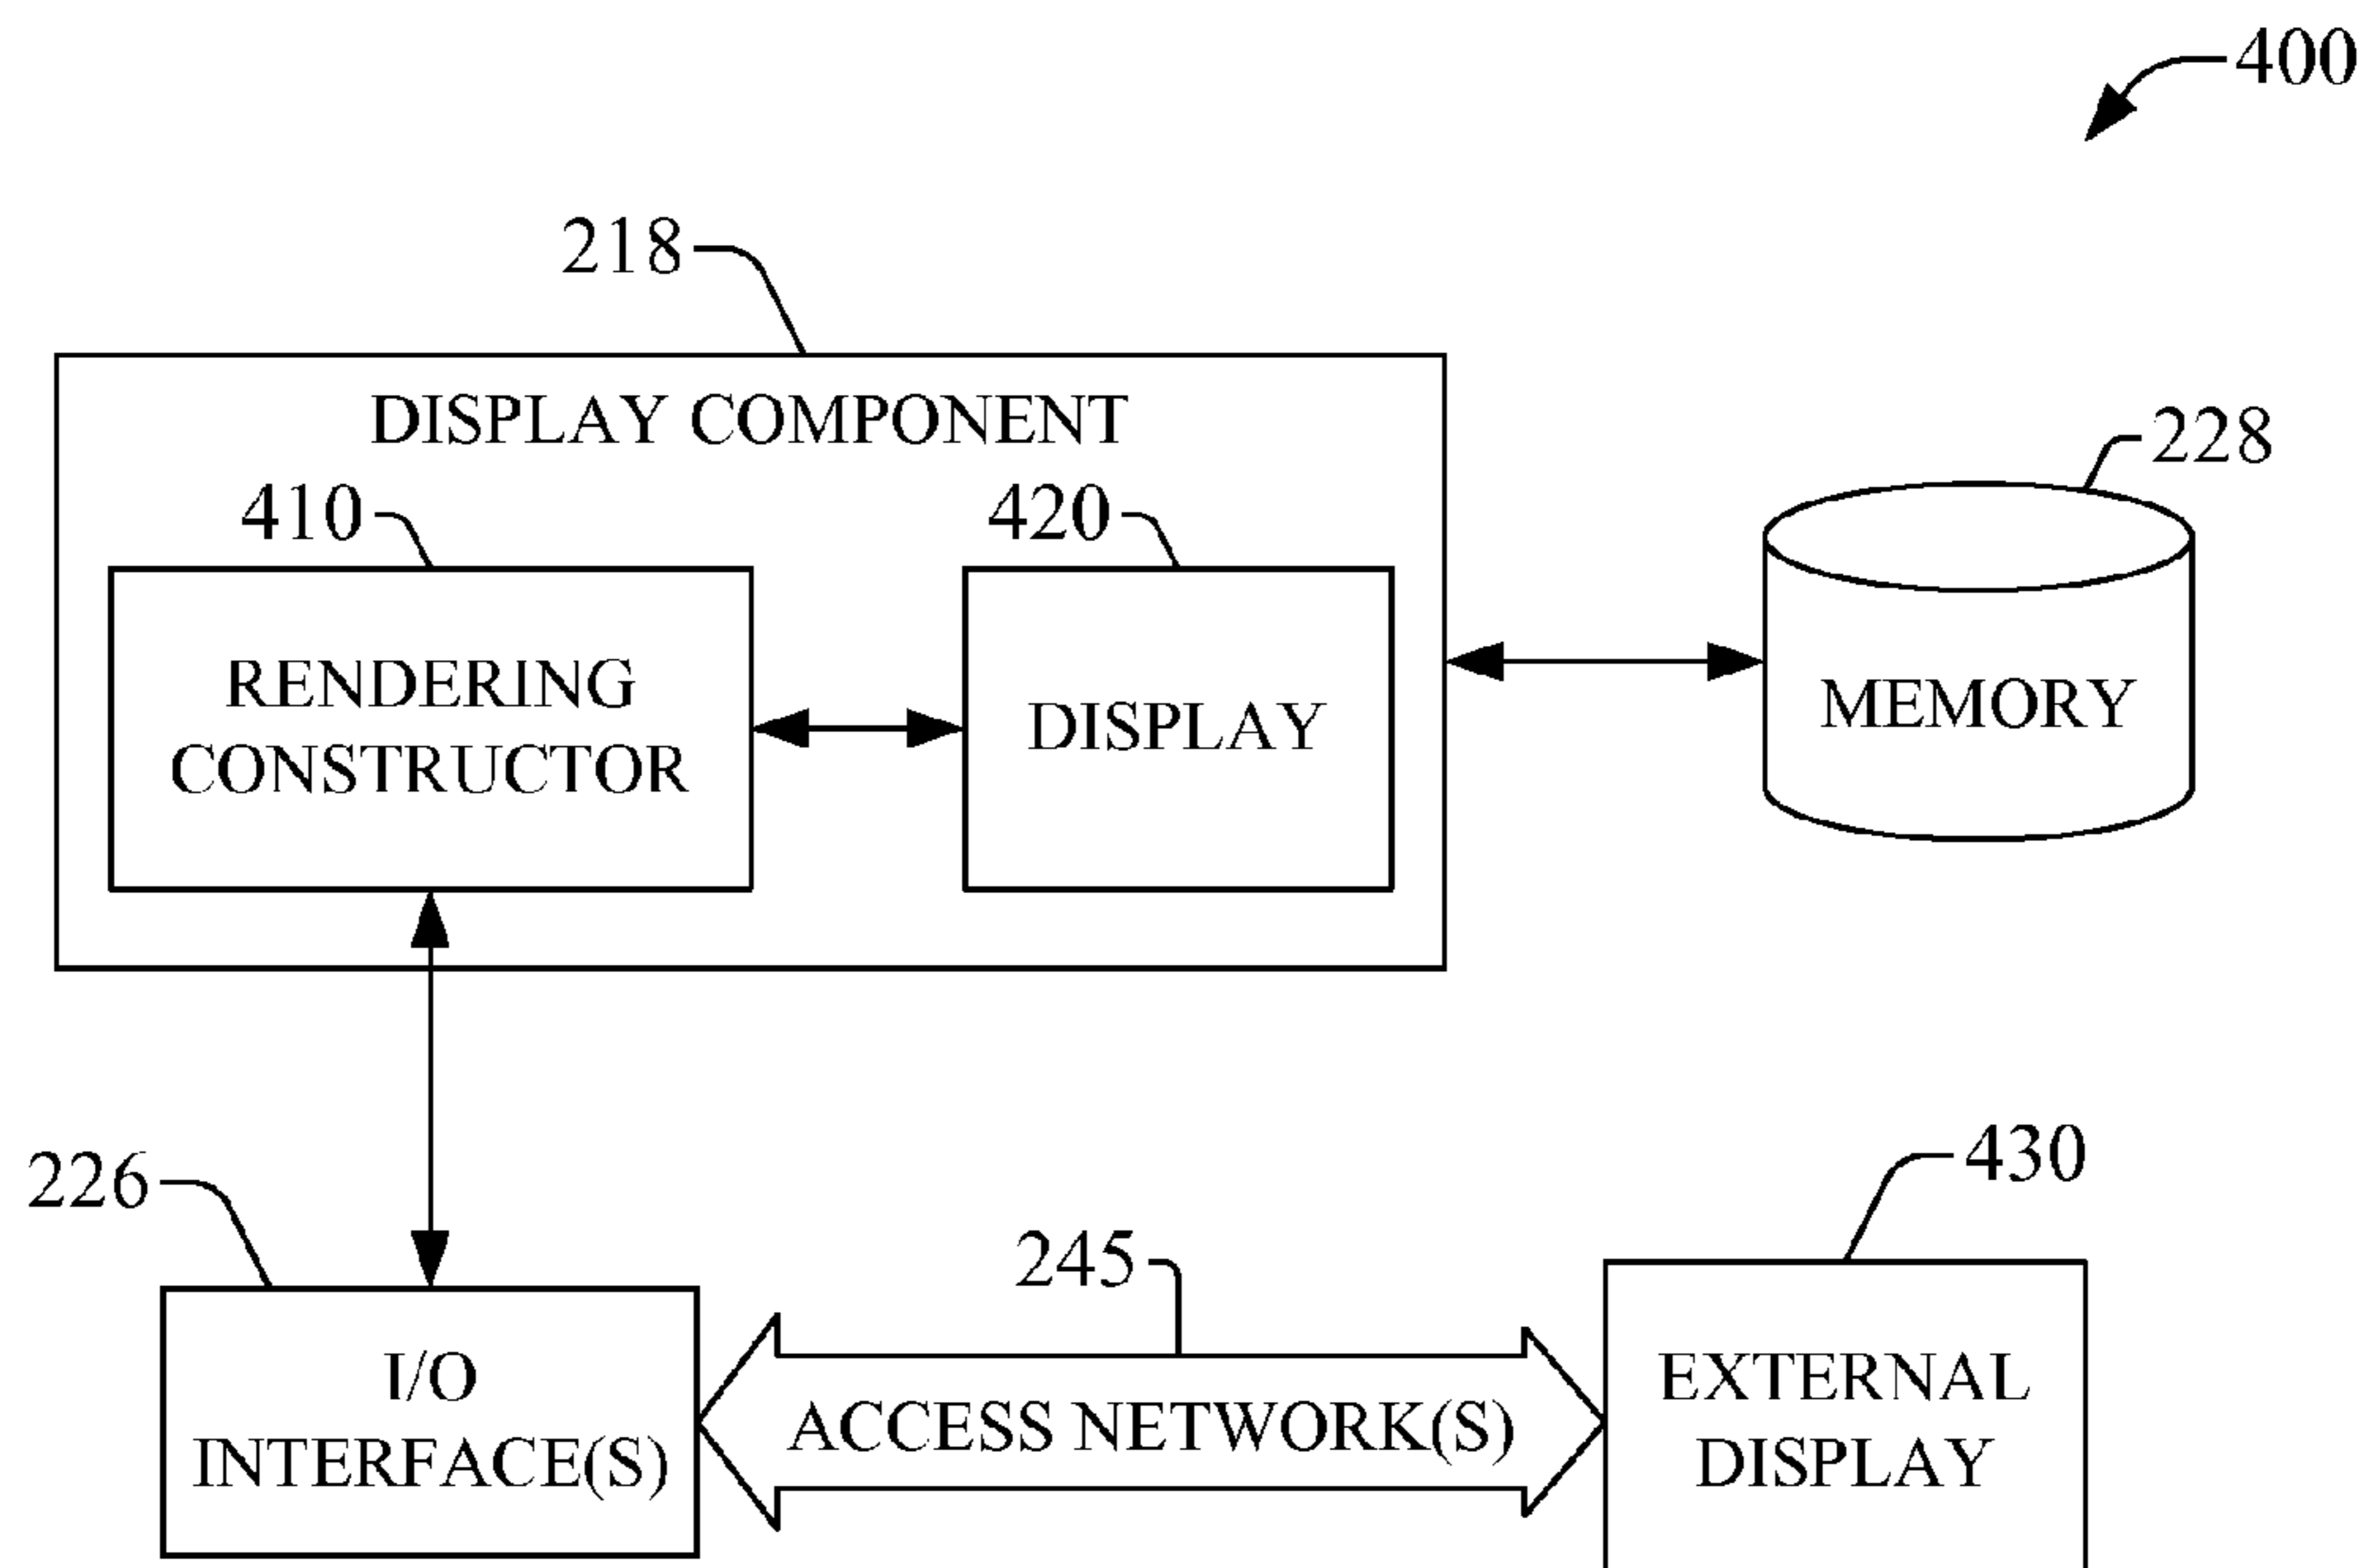 400
218
DISPLAY COMPONENT
228
410
420
RENDERING
CONSTRUCTOR
DISPLAY
MEMORY
226
430
245
I/O
INTERFACE(S)
ACCESS NETWORK(S)
EXTERNAL
DISPLAY